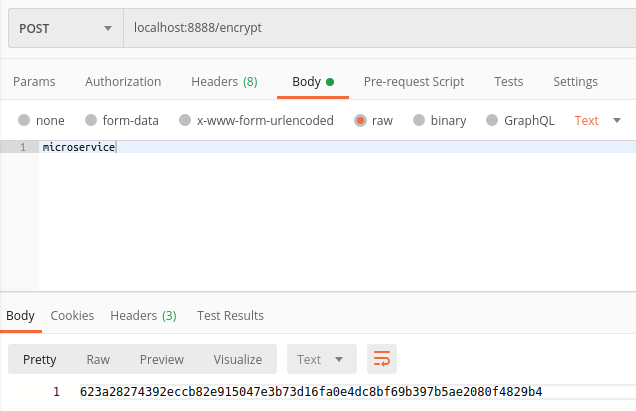 POST localhost:8888/encrypt
Params Authorization Headers (8) Body Pre-request Script Tests Settings
none form-data x-www-form-urlencoded raw binary GraphQL Text
1 microservice
Body Cookies Headers (3) Test Results
Pretty Raw Preview Visualize Text
1 623a28274392eccb82e915047e3b73d16fa0e4dc8bf69b397b5ae2080f4829b4